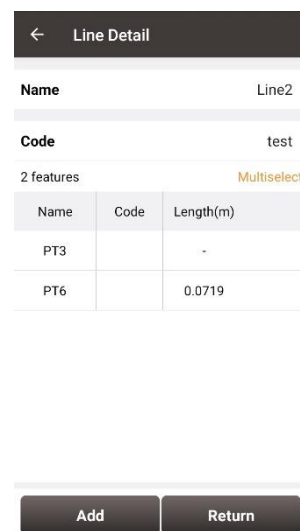 ← Line Detail
Name Line2
Code test
2 features Multiselect
Name Code Length(m)
PT3 -
PT6 0.0719
Add Return